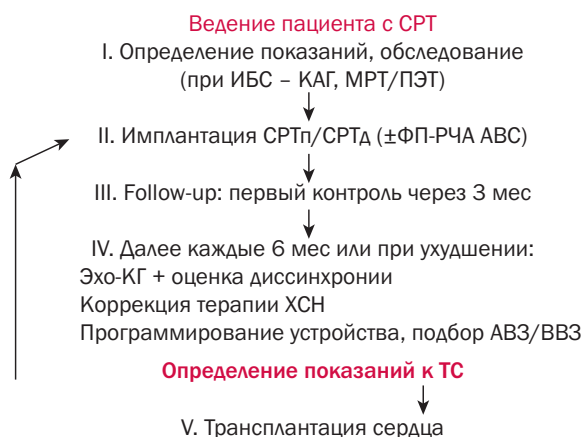 Ведение пациента с СРТ
I. Определение показаний, обследование
(при ИБС – КАГ, МРТ/ПЭТ)
II. Имплантация СРТп/СРТд (±ФП-РЧА АВС)
III. Follow-up: первый контроль через 3 мес
IV. Далее каждые 6 мес или при ухудшении:
Эхо-КГ + оценка диссинхронии
Коррекция терапии ХСН
Программирование устройства, подбор АВЗ/ВВЗ
Определение показаний к ТС
V. Трансплантация сердца